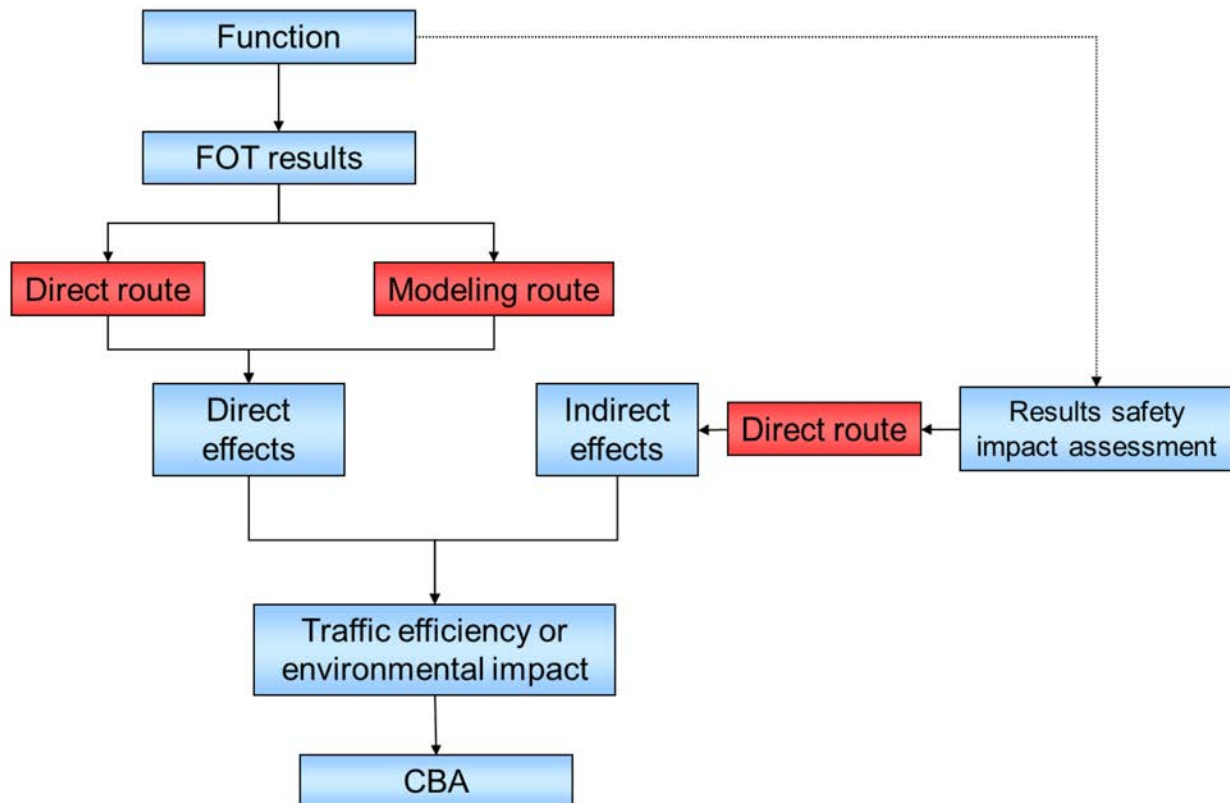 Function
FOT results
Direct route
Modeling route
Direct
effects
Indirect
effects
Direct route
Results safety
impact assessment
Traffic efficiency or
environmental impact
CBA